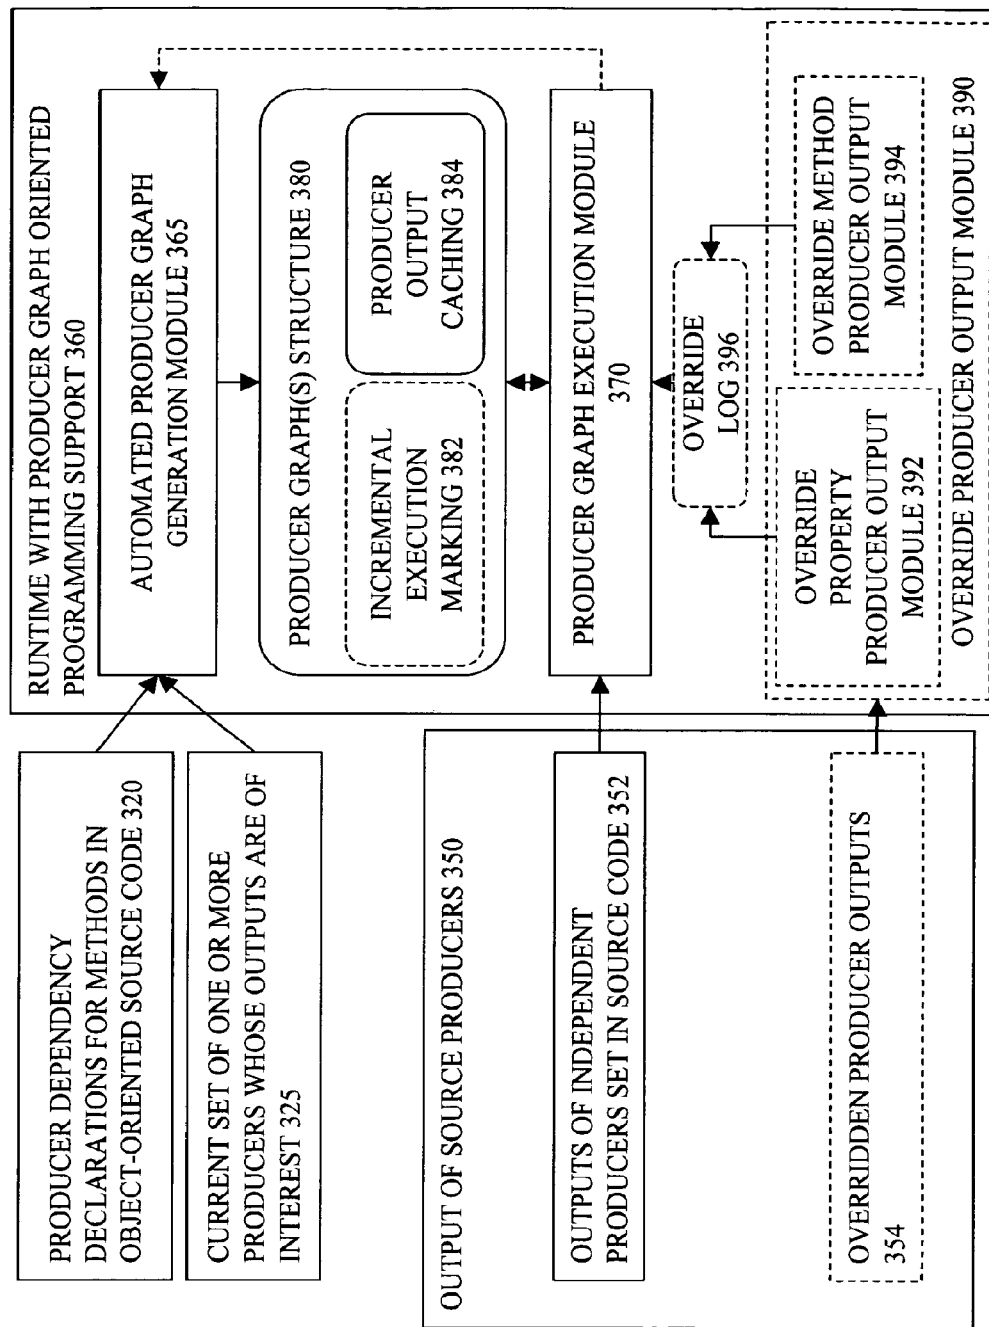 PRODUCER DEPENDENCY
DECLARATIONS FOR METHODS IN
OBJECT-ORIENTED SOURCE CODE 320
CURRENT SET OF ONE OR MORE
PRODUCERS WHOSE OUTPUTS ARE OF
INTEREST 325
OUTPUT OF SOURCE PRODUCERS 350
OUTPUTS OF INDEPENDENT
PRODUCERS SET IN SOURCE CODE 352
OVERRIDDEN PRODUCER OUTPUTS
354
RUNTIME WITH PRODUCER GRAPH ORIENTED
PROGRAMMING SUPPORT 360
AUTOMATED PRODUCER GRAPH
GENERATION MODULE 365
PRODUCER GRAPH(S) STRUCTURE 380
INCREMENTAL
EXECUTION
MARKING 382
PRODUCER
OUTPUT
CACHING 384
PRODUCER GRAPH EXECUTION MODULE
370
OVERRIDE
LOG 396
OVERRIDE
PROPERTY
PRODUCER OUTPUT
MODULE 392
OVERRIDE METHOD
PRODUCER OUTPUT
MODULE 394
OVERRIDE PRODUCER OUTPUT MODULE 390